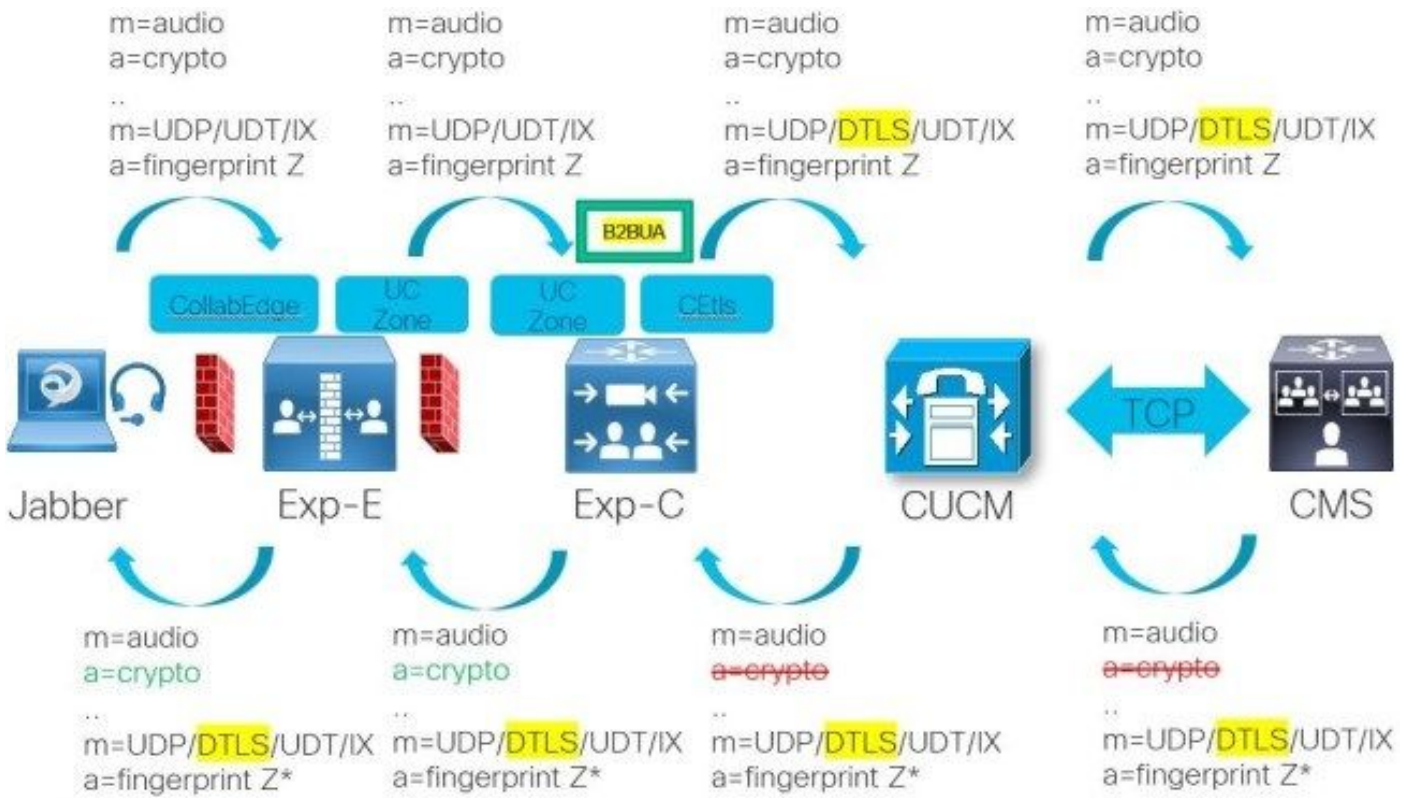 m=audio
a=crypto
..
m=UDP/UDT/IX
a=fingerprint Z
m=audio
a=crypto
..
m=UDP/UDT/IX
a=fingerprint Z
m=audio
a=crypto
..
m=UDP/DTLS/UDT/IX
a=fingerprint Z
m=audio
a=crypto
..
m=UDP/DTLS/UDT/IX
a=fingerprint Z
B2BUA
CollabEdge
UC
Zone
UC
Zone
CEtls
TCP
Jabber
Exp-E
Exp-C
CUCM
CMS
m=audio
a=crypto
..
m=UDP/DTLS/UDT/IX
a=fingerprint Z*
m=audio
a=crypto
..
m=UDP/DTLS/UDT/IX
a=fingerprint Z*
m=audio
a=crypto
..
m=UDP/DTLS/UDT/IX
a=fingerprint Z*
m=audio
a=crypto
..
m=UDP/DTLS/UDT/IX
a=fingerprint Z*